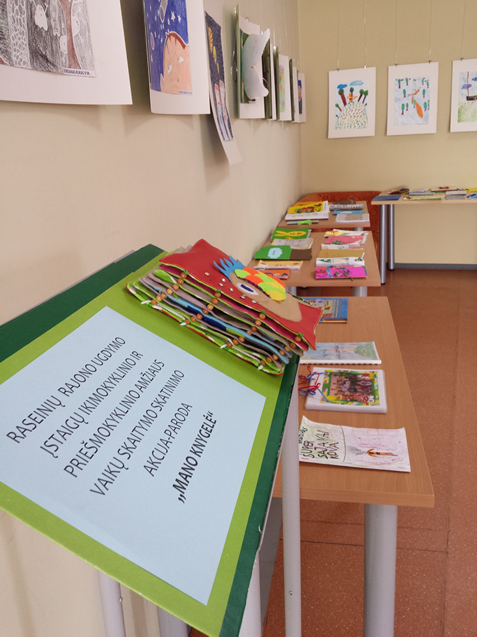 RASEINIŲ RAJONO UGDYMO
ĮSTAIGŲ IKIMOKYKLINIO IR
PRIEŠMOKYKLINIO AMŽIAUS
VAIKŲ SKAITYMO SKATINIMO
AKCIJA-PARODA
„MANO KNYGELĖ“